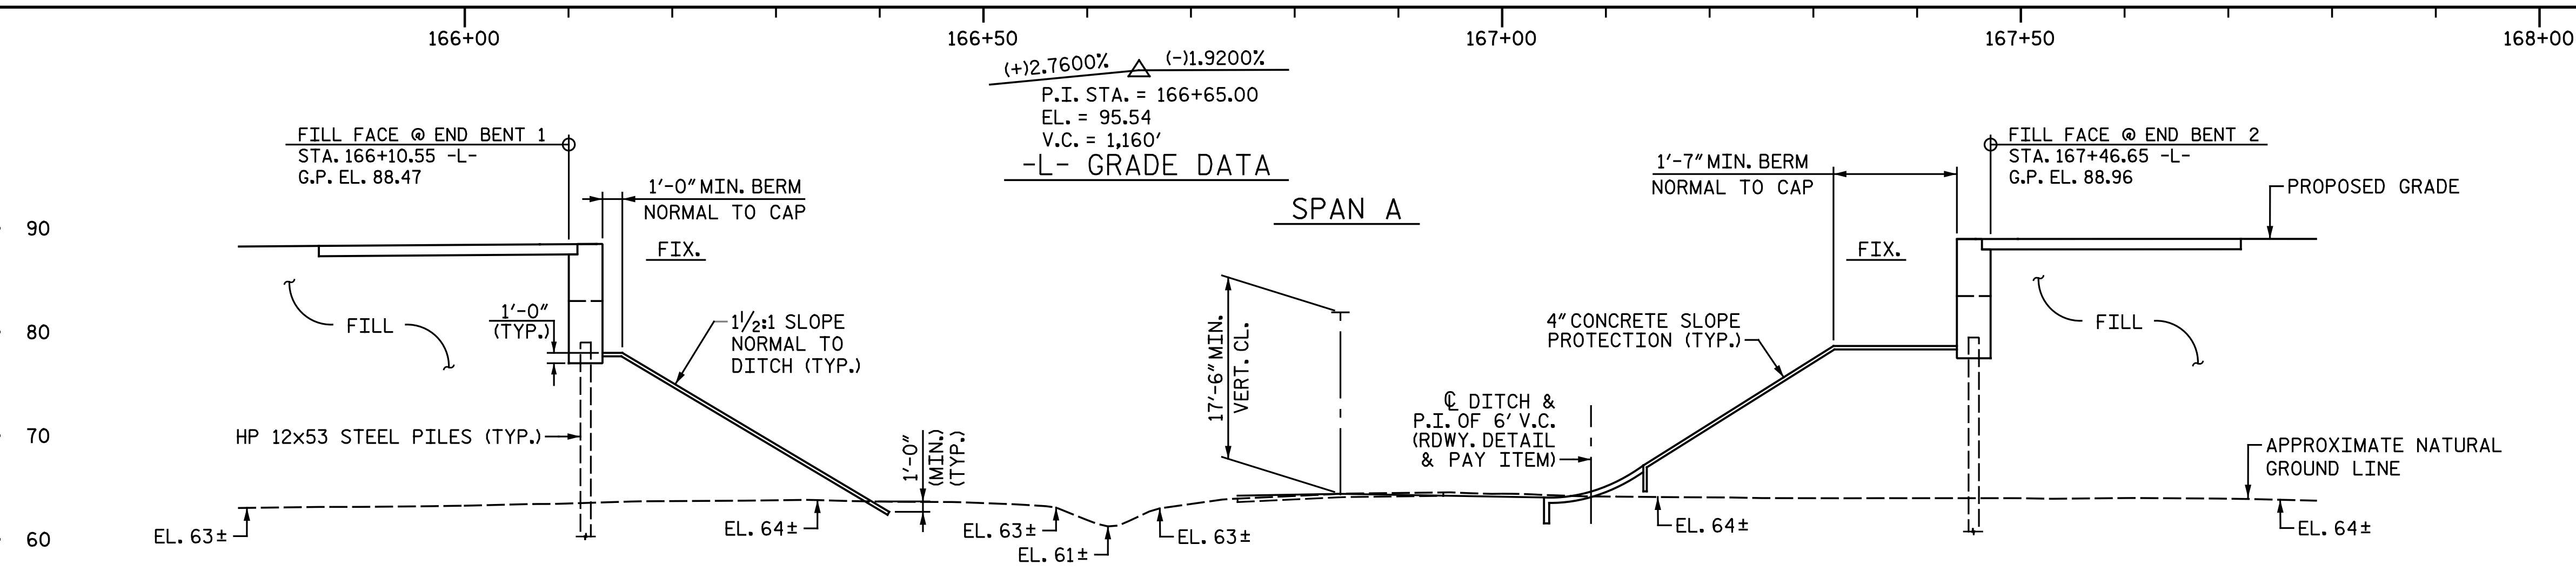 166+00
166+50
167+00
167+50
168+00
(+)2.7600%
(-)1.9200%
P.I. STA. = 166+65.00
EL. = 95.54
V.C. = 1,160'
-L- GRADE DATA
FILL FACE @ END BENT 1
STA. 166+10.55 -L-
G.P. EL. 88.47
1'-0" MIN. BERM
NORMAL TO CAP
FIX.
SPAN A
1'-7" MIN. BERM
NORMAL TO CAP
FIX.
FILL FACE @ END BENT 2
STA. 167+46.65 -L-
G.P. EL. 88.96
PROPOSED GRADE
90
80
70
60
FILL
1'-0"
(TYP.)
1½:1 SLOPE
NORMAL TO
DITCH (TYP.)
HP 12x53 STEEL PILES (TYP.)
1'-0"
(MIN.)
(TYP.)
17'-6" MIN.
VERT. CL.
4" CONCRETE SLOPE
PROTECTION (TYP.)
℄ DITCH &
P.I. OF 6' V.C.
(RDWY. DETAIL
& PAY ITEM)
FILL
APPROXIMATE NATURAL
GROUND LINE
EL. 63±
EL. 64±
EL. 63±
EL. 61±
EL. 63±
EL. 64±
EL. 64±